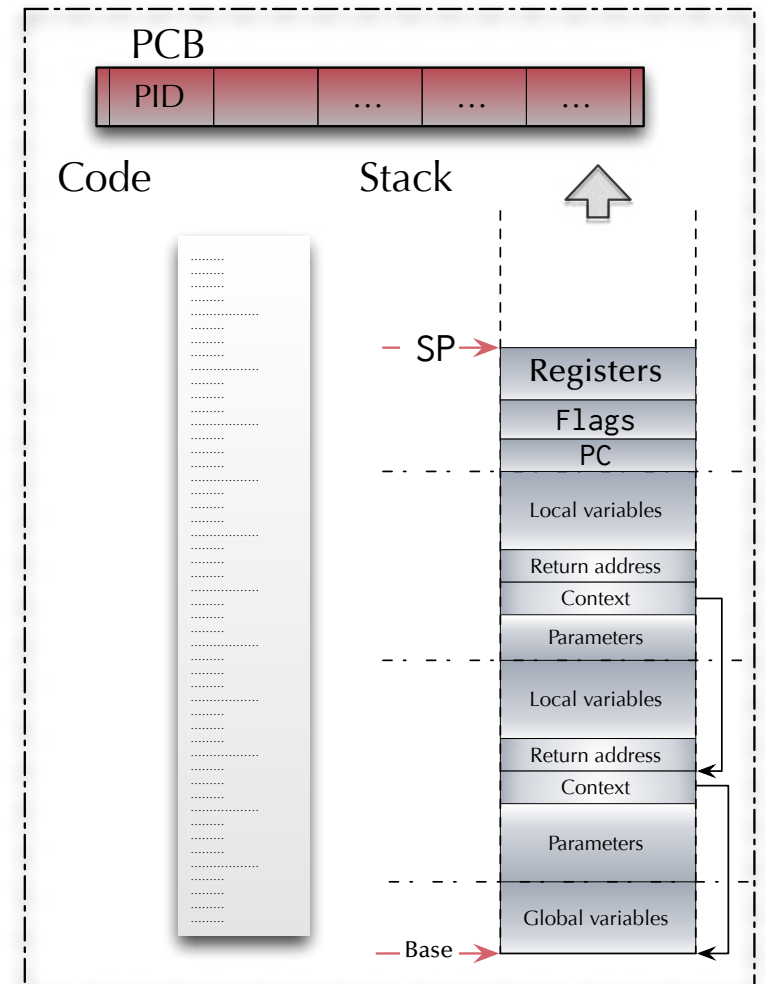 PCB
PID ... ... ...
Code Stack
SP Registers
Flags
PC
Local variables
Return address
Context
Parameters
Local variables
Return address
Context
Parameters
Global variables
Base